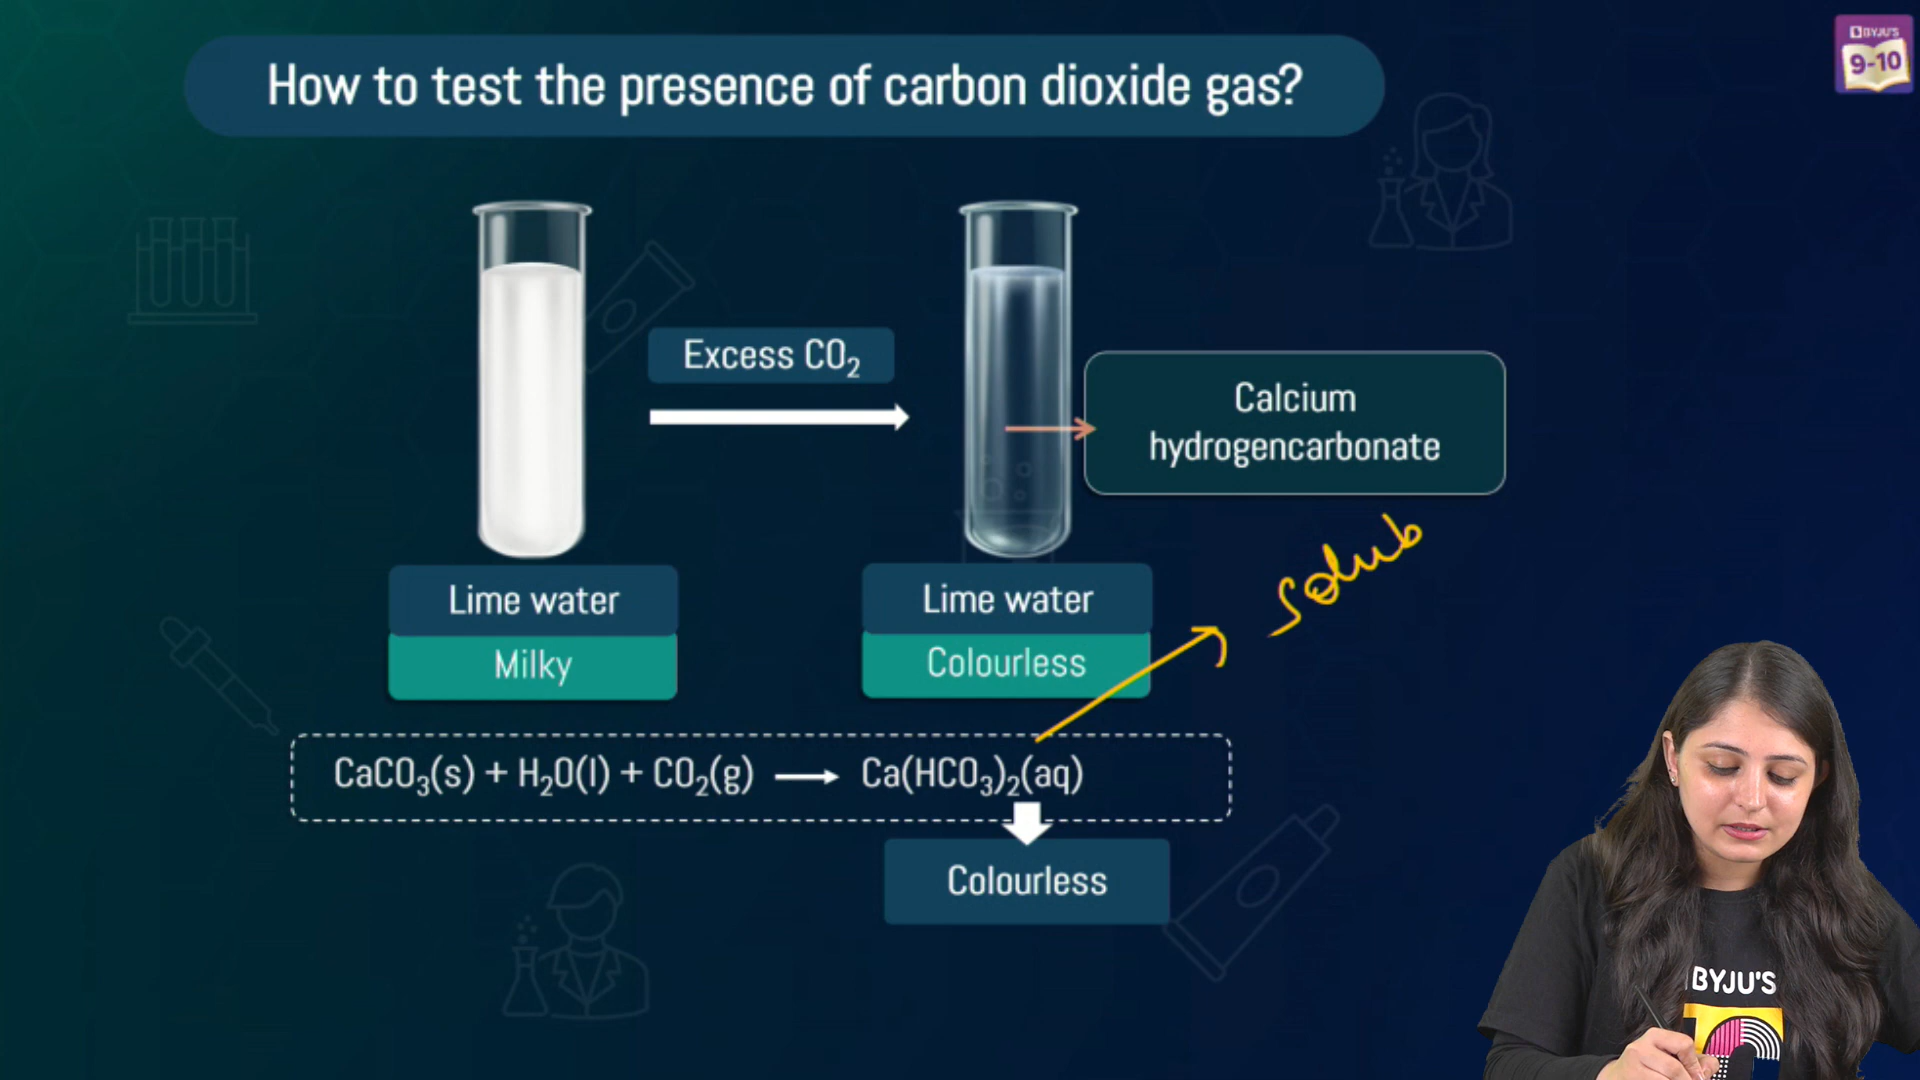 How to test the presence of carbon dioxide gas?
BYJU'S
9-10
Excess CO₂
Calcium
hydrogencarbonate
Solub
Lime water
Milky
Lime water
Colourless
CaCO₃(s) + H₂O(l) + CO₂(g) ⟶ Ca(HCO₃)₂(aq)
Colourless
BYJU'S